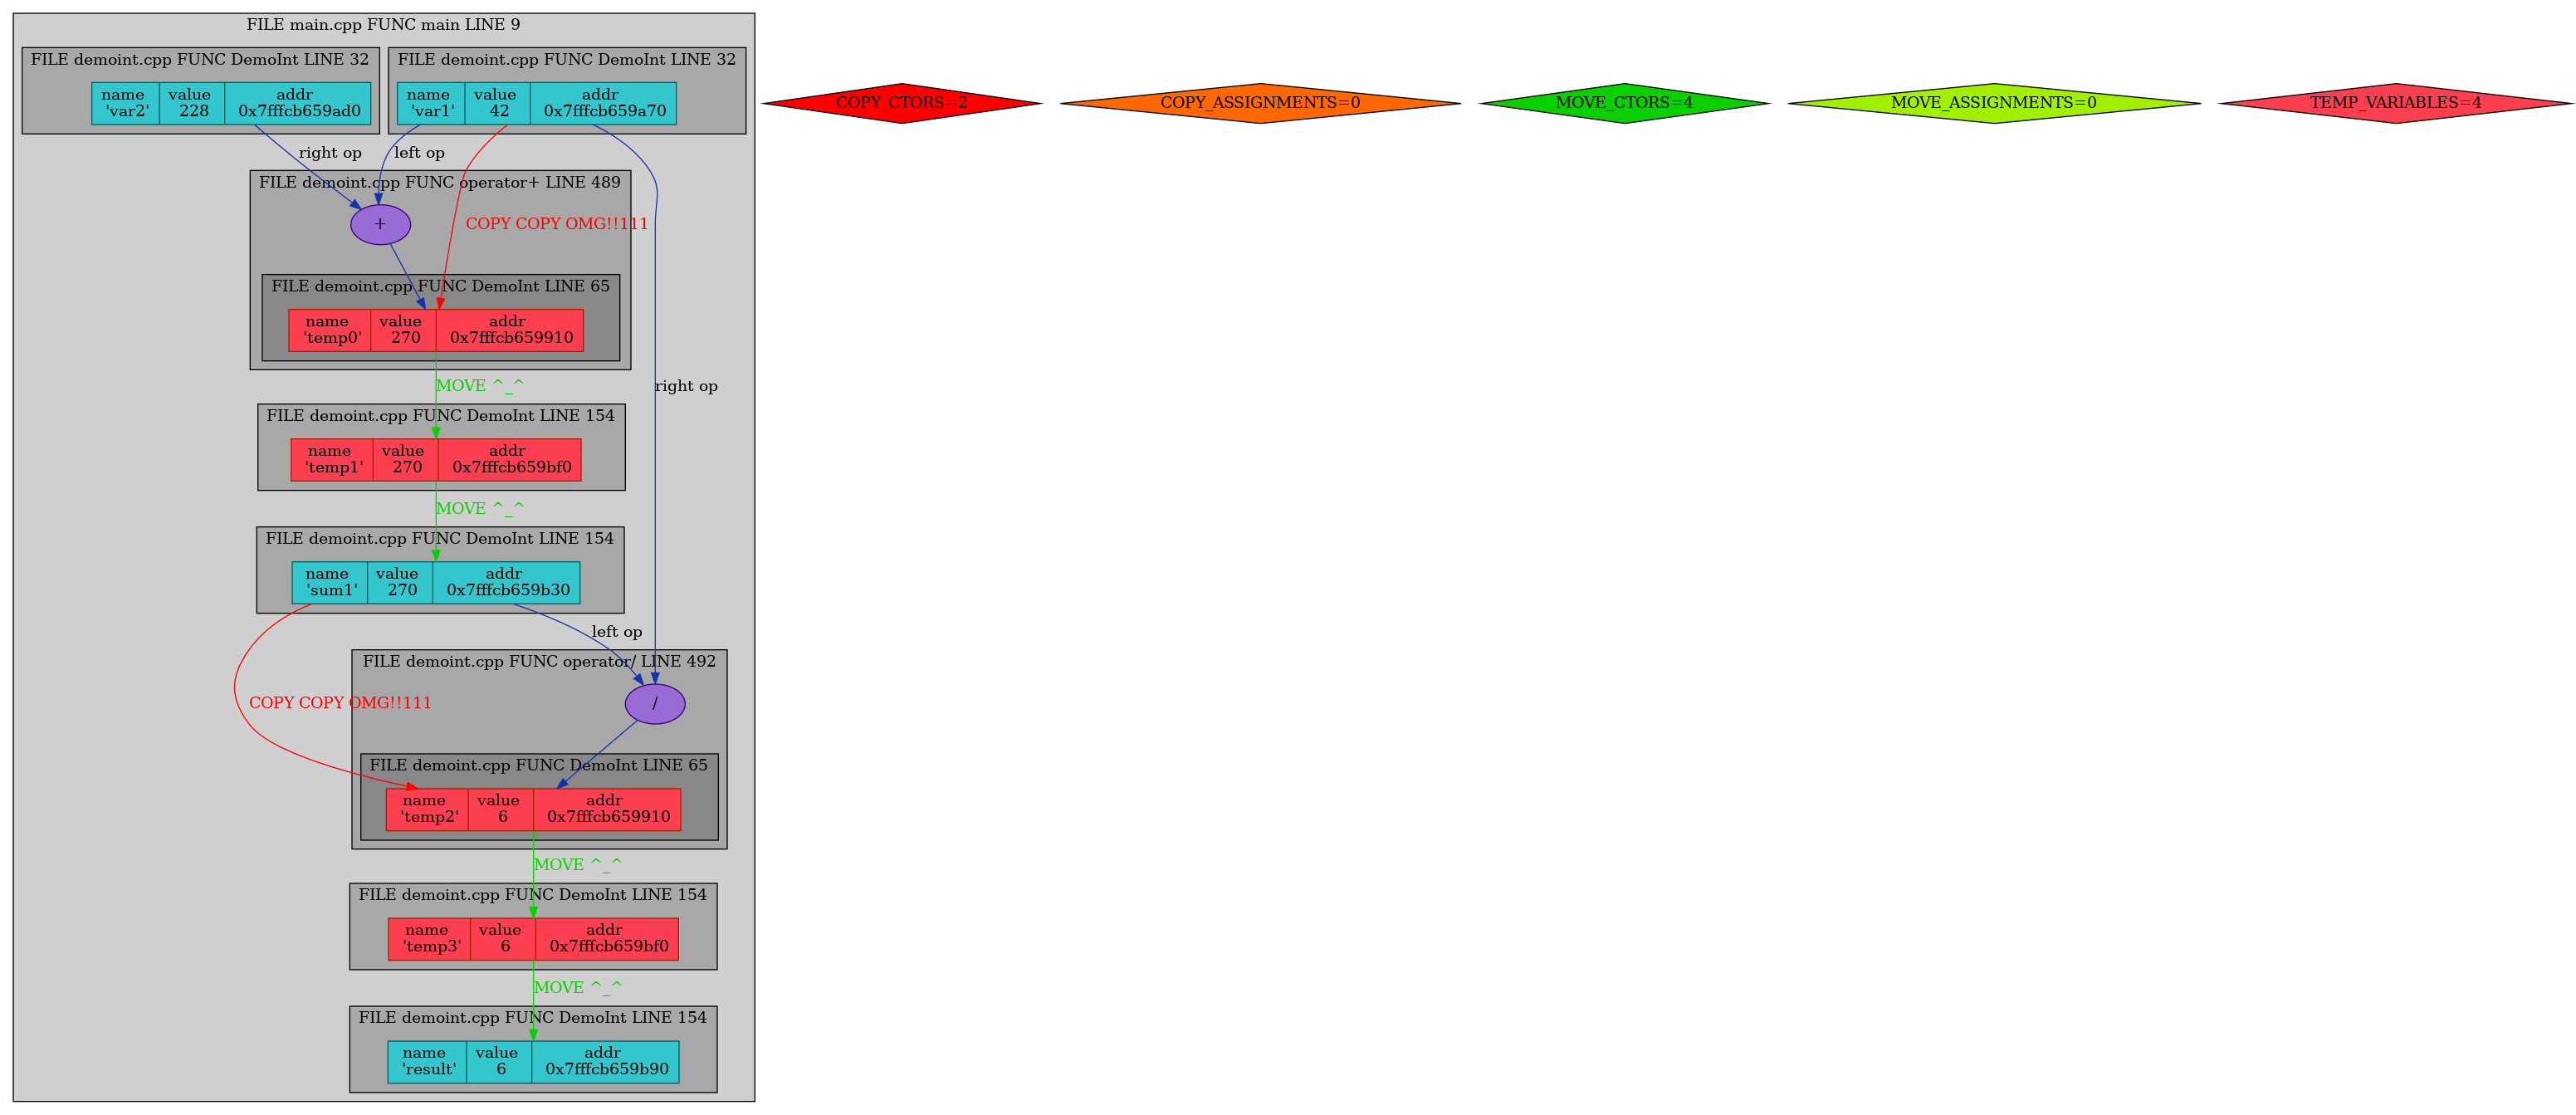 FILE main.cpp FUNC main LINE 9
FILE demoint.cpp FUNC DemoInt LINE 32
name value addr
'var2' 228 0x7fffcb659ad0
FILE demoint.cpp FUNC DemoInt LINE 32
name value addr
'var1' 42 0x7fffcb659a70
COPY_CTORS=2
COPY_ASSIGNMENTS=0
MOVE_CTORS=4
MOVE_ASSIGNMENTS=0
TEMP_VARIABLES=4
right op
left op
FILE demoint.cpp FUNC operator+ LINE 489
+
COPY COPY OMG!!111
FILE demoint.cpp FUNC DemoInt LINE 65
name value addr
'temp0' 270 0x7fffcb659910
MOVE ^_^
right op
FILE demoint.cpp FUNC DemoInt LINE 154
name value addr
'temp1' 270 0x7fffcb659bf0
MOVE ^_^
FILE demoint.cpp FUNC DemoInt LINE 154
name value addr
'sum1' 270 0x7fffcb659b30
left op
FILE demoint.cpp FUNC operator/ LINE 492
/
COPY COPY OMG!!111
FILE demoint.cpp FUNC DemoInt LINE 65
name value addr
'temp2' 6 0x7fffcb659910
MOVE ^_^
FILE demoint.cpp FUNC DemoInt LINE 154
name value addr
'temp3' 6 0x7fffcb659bf0
MOVE ^_^
FILE demoint.cpp FUNC DemoInt LINE 154
name value addr
'result' 6 0x7fffcb659b90